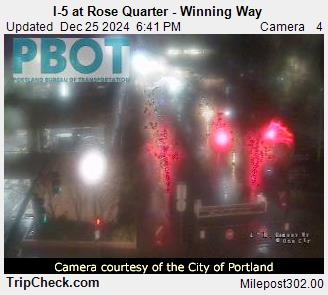 I-5 at Rose Quarter - Winning Way
Updated Dec 25 2024 6:41 PM Camera 4
PBOT
PORTLAND BUREAU OF TRANSPORTATION
Camera courtesy of the City of Portland
TripCheck.com Milepost302.00